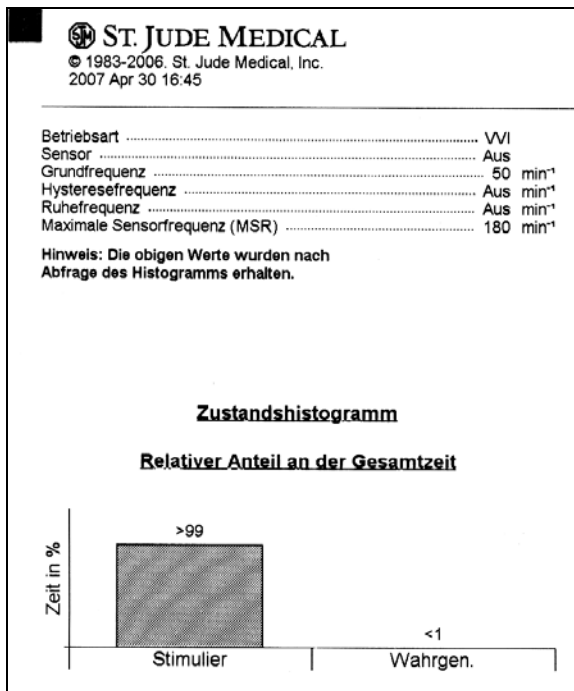 ST. JUDE MEDICAL
© 1983-2006. St. Jude Medical, Inc.
2007 Apr 30 16:45
Betriebsart VVI
Sensor Aus
Grundfrequenz 50 min⁻¹
Hysteresefrequenz Aus min⁻¹
Ruhefrequenz Aus min⁻¹
Maximale Sensorfrequenz (MSR) 180 min⁻¹
Hinweis: Die obigen Werte wurden nach
Abfrage des Histogramms erhalten.
Zustandshistogramm
Relativer Anteil an der Gesamtzeit
Zeit in %
>99
<1
Stimulier
Wahrgen.